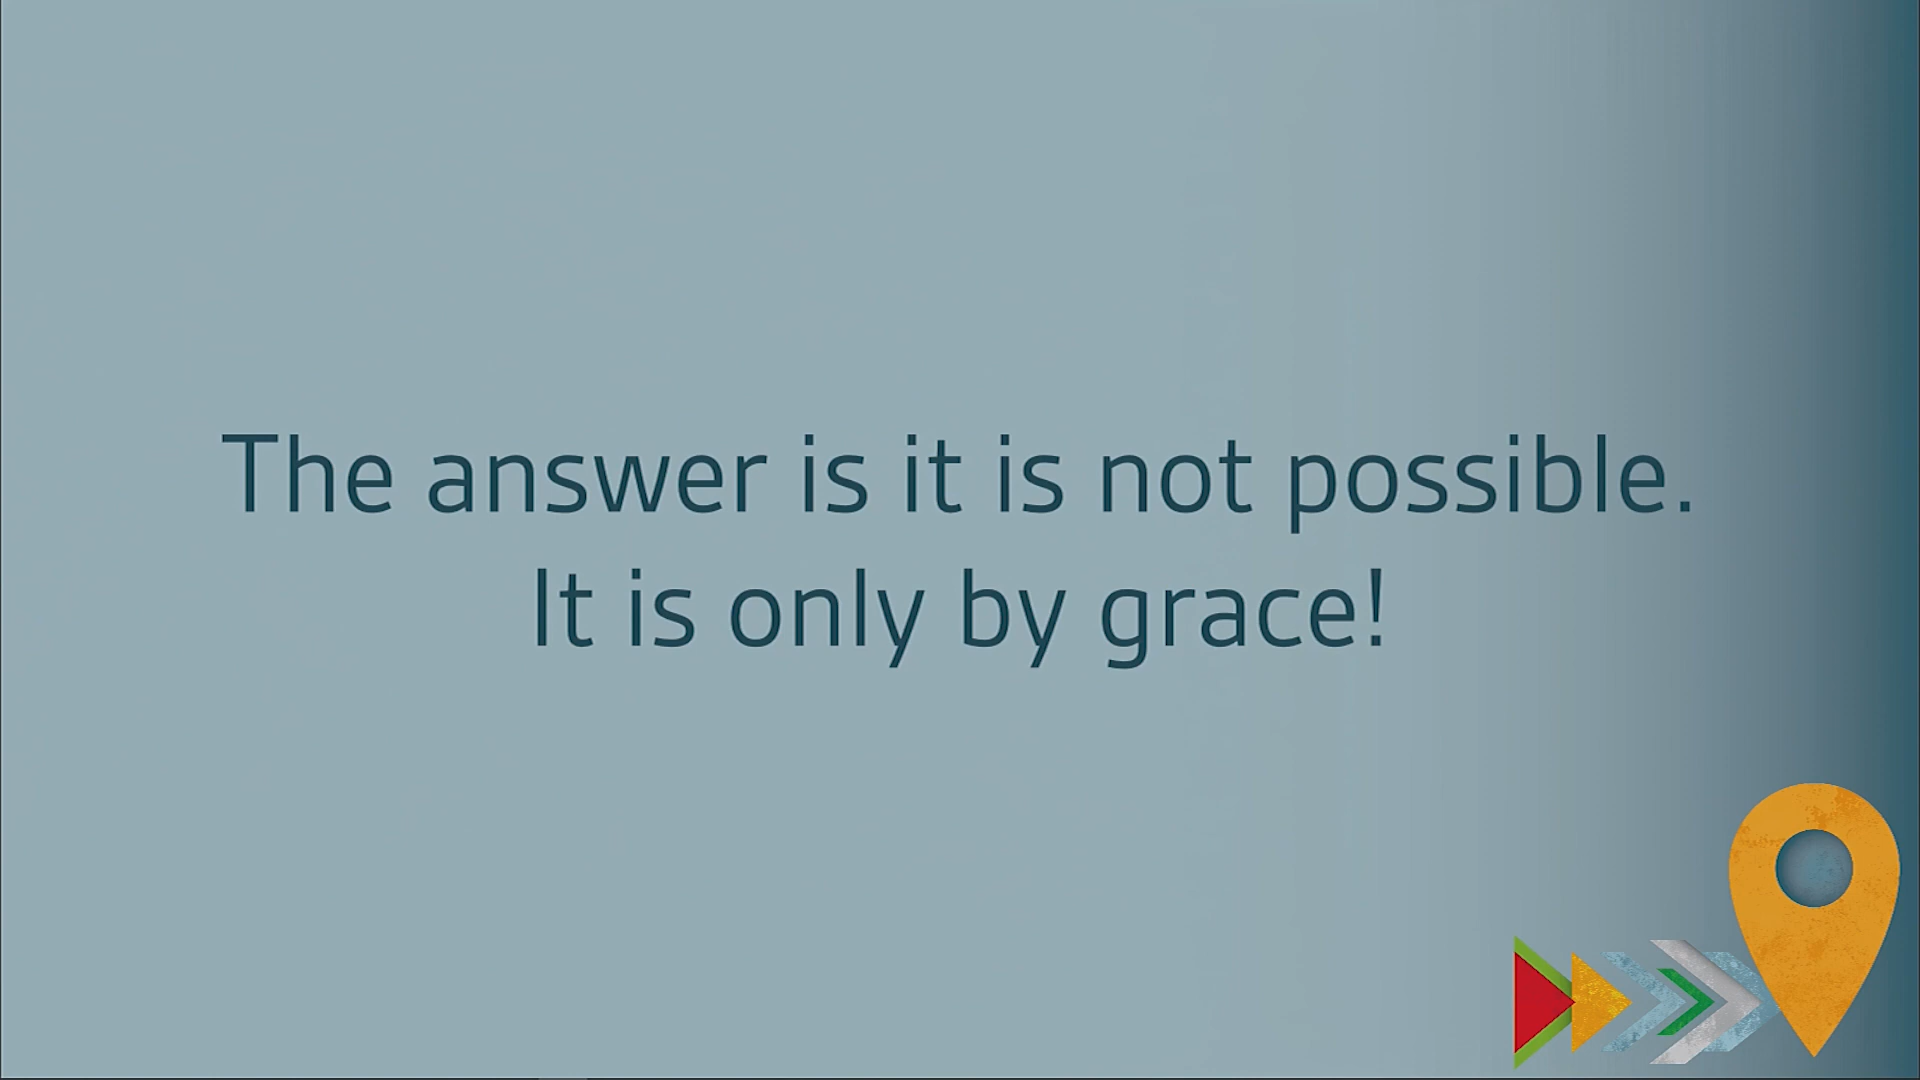 The answer is it is not possible.
It is only by grace!